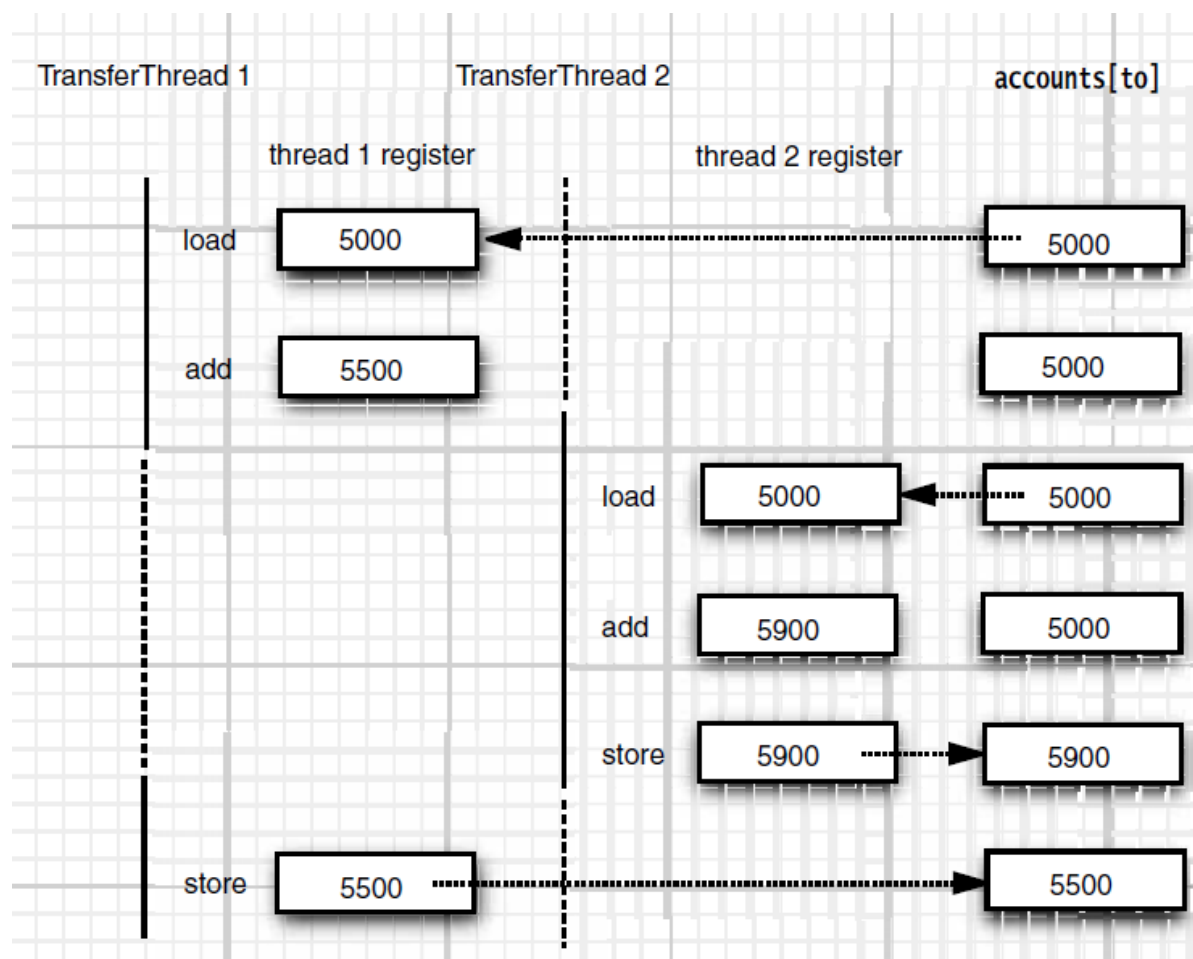 TransferThread 1 TransferThread 2 accounts[to]
thread 1 register thread 2 register
load 5000 5000
add 5500 5000
load 5000 5000
add 5900 5000
store 5900 5900
store 5500 5500